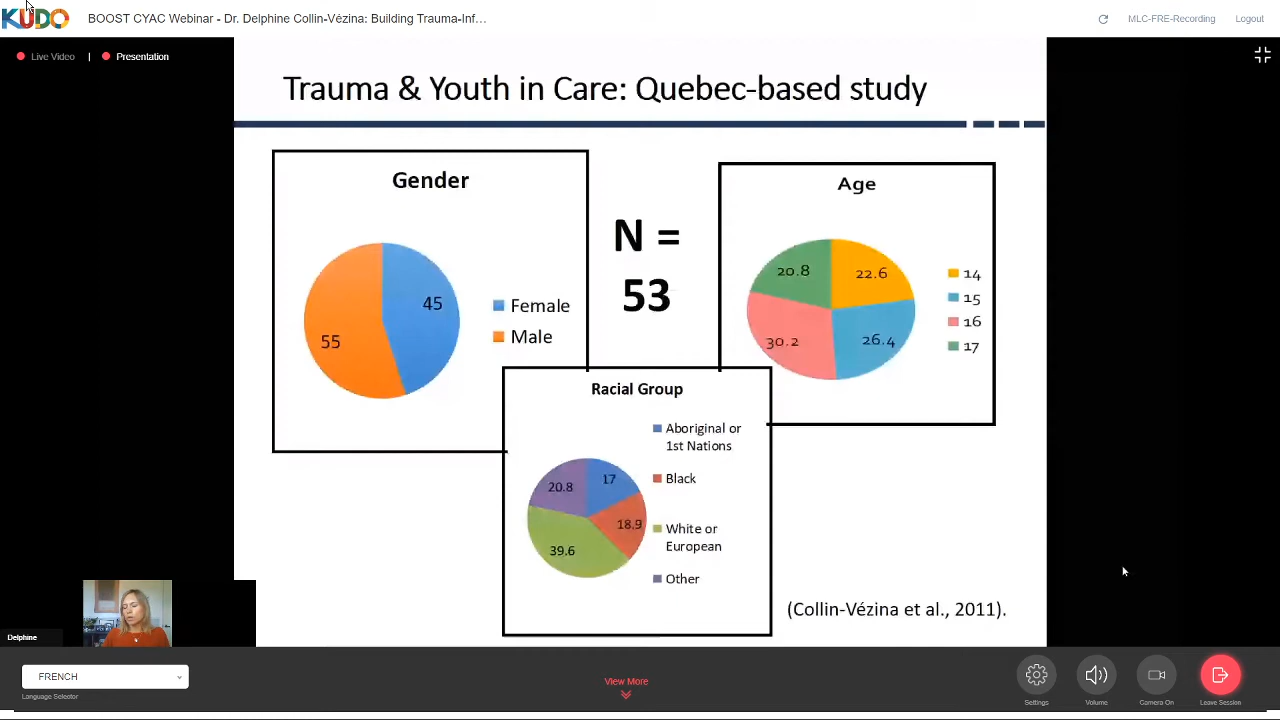 KUDO
BOOST CYAC Webinar - Dr. Delphine Collin-Vézina: Building Trauma-Inf...
MLC-FRE-Recording
Logout
Live Video
|
Presentation
Trauma & Youth in Care: Quebec-based study
Gender
45
55
Female
Male
N =
53
Age
20.8
22.6
30.2
26.4
14
15
16
17
Racial Group
17
18.9
39.6
20.8
Aboriginal or
1st Nations
Black
White or
European
Other
(Collin-Vézina et al., 2011).
Delphine
FRENCH
Language Selector
View More
Settings
Volume
Camera On
Leave Session